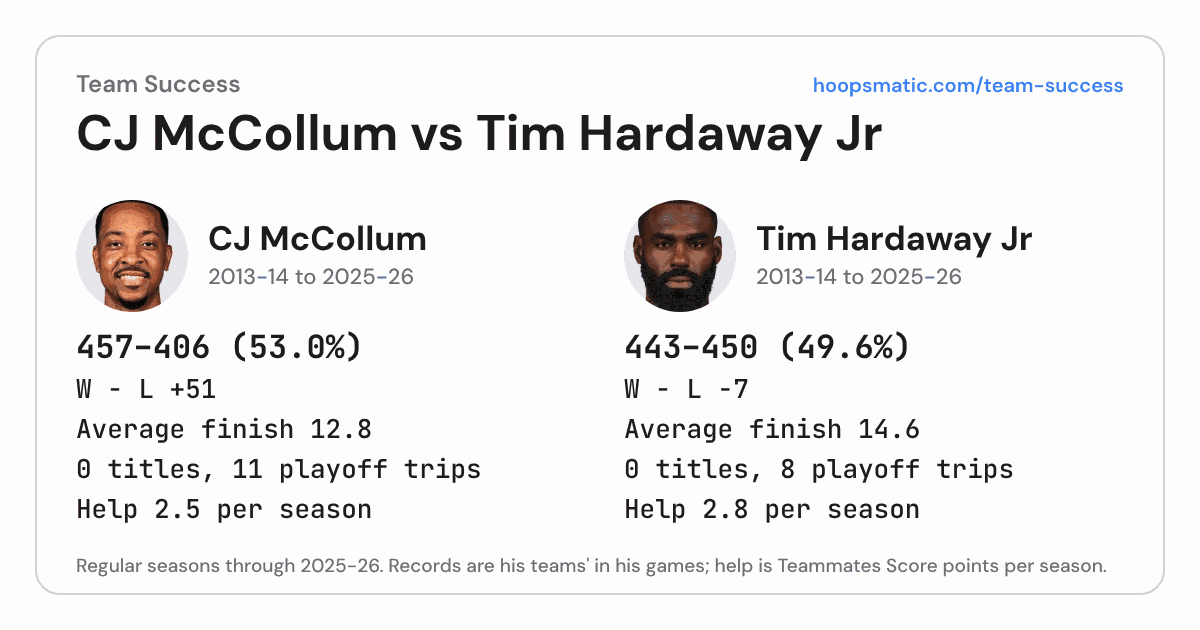 Team Success
hoopsmatic.com/team-success
CJ McCollum vs Tim Hardaway Jr
CJ McCollum
2013-14 to 2025-26
457-406 (53.0%)
W - L +51
Average finish 12.8
0 titles, 11 playoff trips
Help 2.5 per season
Tim Hardaway Jr
2013-14 to 2025-26
443-450 (49.6%)
W - L -7
Average finish 14.6
0 titles, 8 playoff trips
Help 2.8 per season
Regular seasons through 2025-26. Records are his teams' in his games; help is Teammates Score points per season.